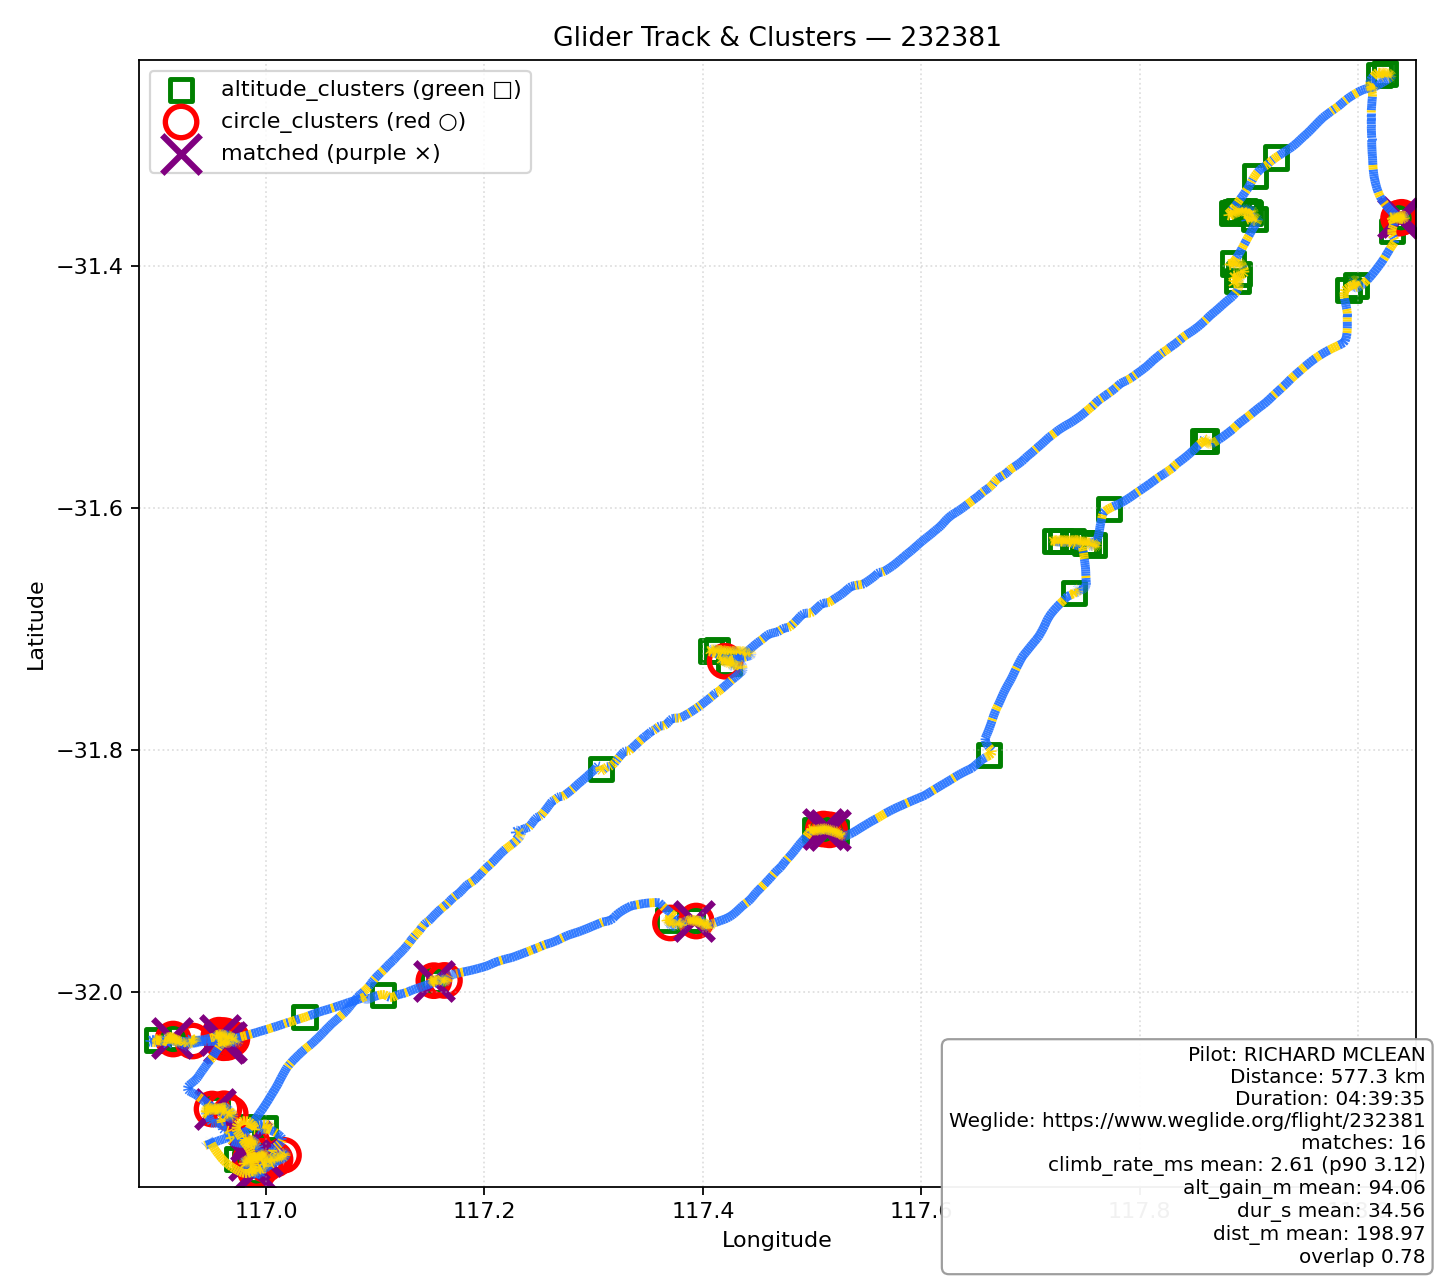 Glider Track & Clusters — 232381
altitude_clusters (green □)
circle_clusters (red ○)
matched (purple ×)
−31.4
−31.6
−31.8
−32.0
Latitude
117.0
117.2
117.4
117.6
117.8
Longitude
Pilot: RICHARD MCLEAN
Distance: 577.3 km
Duration: 04:39:35
Weglide: https://www.weglide.org/flight/232381
matches: 16
climb_rate_ms mean: 2.61 (p90 3.12)
alt_gain_m mean: 94.06
dur_s mean: 34.56
dist_m mean: 198.97
overlap 0.78